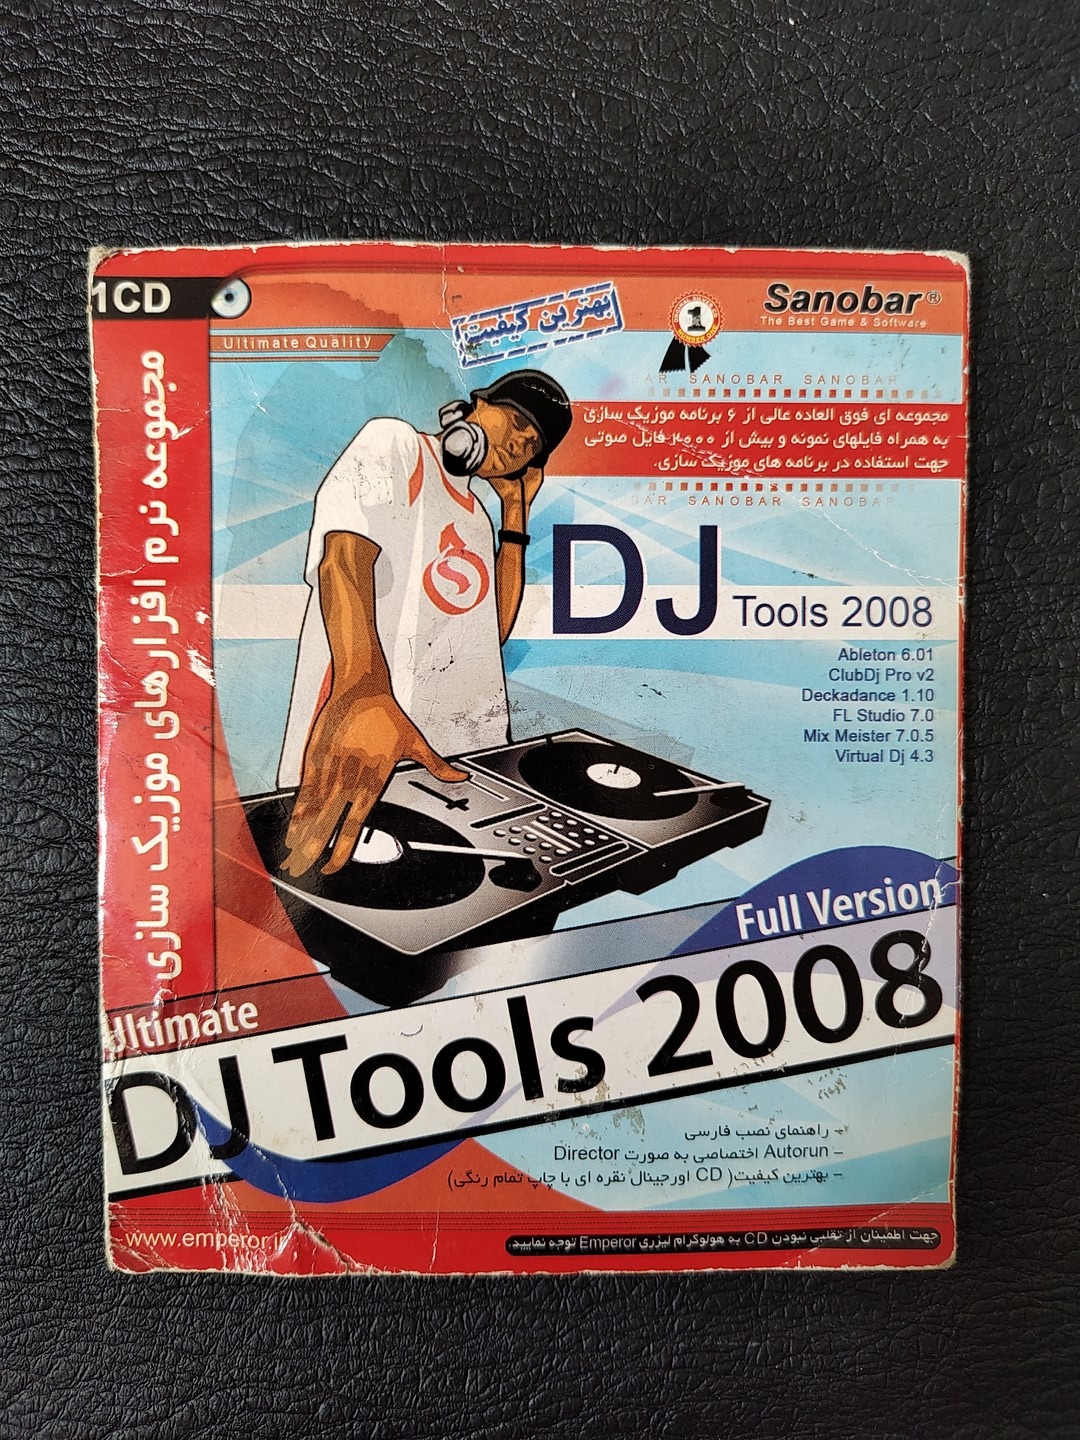 1CD
Ultimate Quality
بهترین کیفیت
1
Sanobar®
The Best Game & Software
مجموعه نرم افزارهای موزیک سازی
BAR SANOBAR SANOBAR
مجموعه ای فوق العاده عالی از ۶ برنامه موزیک سازی
به همراه فایلهای نمونه و بیش از ۲۰۰۰ فایل صوتی
جهت استفاده در برنامه های موزیک سازی.
BAR SANOBAR SANOBAR
DJ Tools 2008
Ableton 6.01
ClubDj Pro v2
Deckadance 1.10
FL Studio 7.0
Mix Meister 7.0.5
Virtual Dj 4.3
Full Version
Ultimate
DJ Tools 2008
- راهنمای نصب فارسی
- Autorun اختصاصی به صورت Director
- بهترین کیفیت( CD اورجینال نقره ای با چاپ تمام رنگی)
www.emperor.ir
جهت اطمینان از تقلبی نبودن CD به هولوگرام لیزری Emperor توجه نمایید.